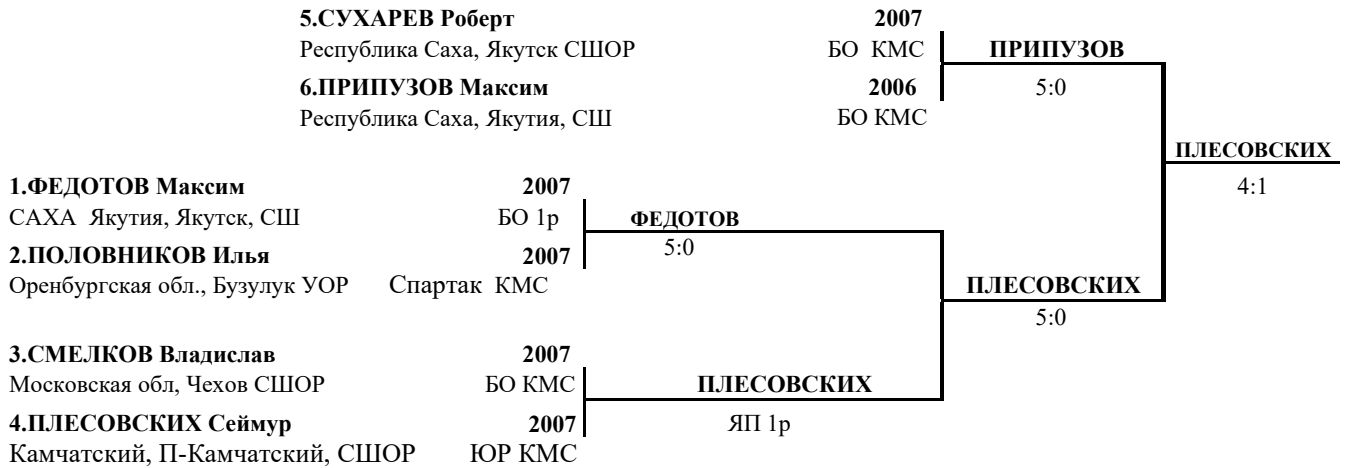 5.СУХАРЕВ Роберт 2007
Республика Саха, Якутск СШОР БО КМС ПРИПУЗОВ
6.ПРИПУЗОВ Максим 2006 5:0
Республика Саха, Якутия, СШ БО КМС
ПЛЕСОВСКИХ
1.ФЕДОТОВ Максим 2007 4:1
САХА Якутия, Якутск, СШ БО 1р ФЕДОТОВ
2.ПОЛОВНИКОВ Илья 2007 5:0
Оренбургская обл., Бузулук УОР Спартак КМС ПЛЕСОВСКИХ
5:0
3.СМЕЛКОВ Владислав 2007
Московская обл, Чехов СШОР БО КМС ПЛЕСОВСКИХ
4.ПЛЕСОВСКИХ Сеймур 2007 ЯП 1р
Камчатский, П-Камчатский, СШОР ЮР КМС